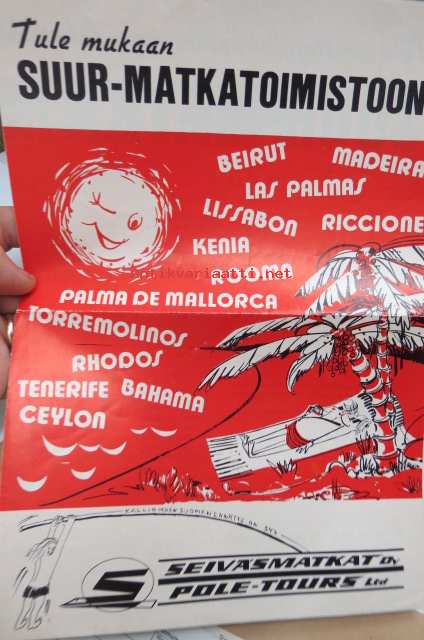 Tule mukaan
SUUR-MATKATOIMISTOON
BEIRUT
MADEIRA
LAS PALMAS
LISSABON
RICCIONE
KENIA
ROOMA
PALMA DE MALLORCA
TORREMOLINOS
RHODOS
TENERIFE
BAHAMA
CEYLON
SEIVÄSMATKAT Oy
POLE-TOURS Ltd